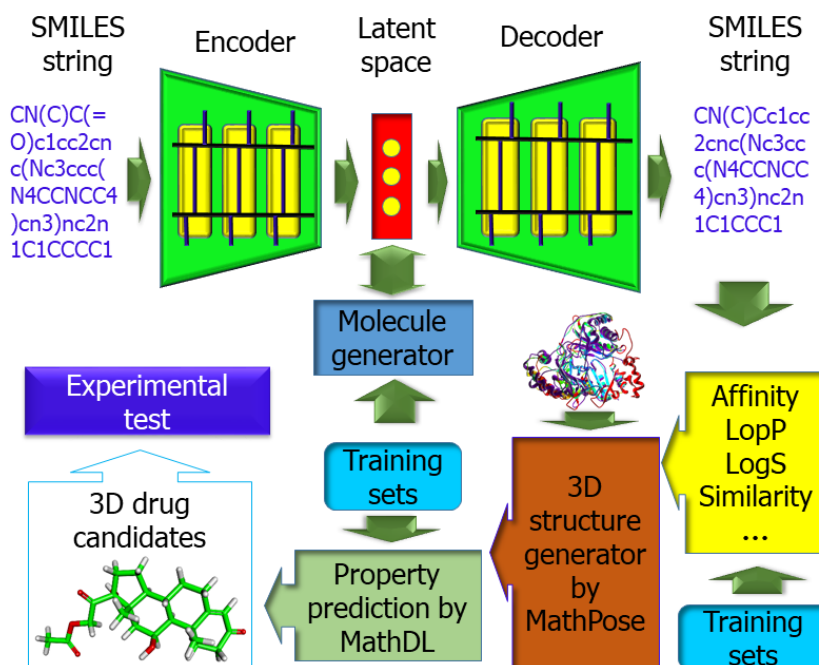 SMILES
string
Encoder
Latent
space
Decoder
SMILES
string
CN(C)C(=
O)c1cc2cn
c(Nc3ccc(
N4CCNCC4
)cn3)nc2n
1C1CCCC1
CN(C)Cc1cc
2cnc(Nc3cc
c(N4CCNCC
4)cn3)nc2n
1C1CCC1
Molecule
generator
Experimental
test
Training
sets
Affinity
LopP
LogS
Similarity
...
3D
structure
generator
by
MathPose
3D drug
candidates
Property
prediction by
MathDL
Training
sets